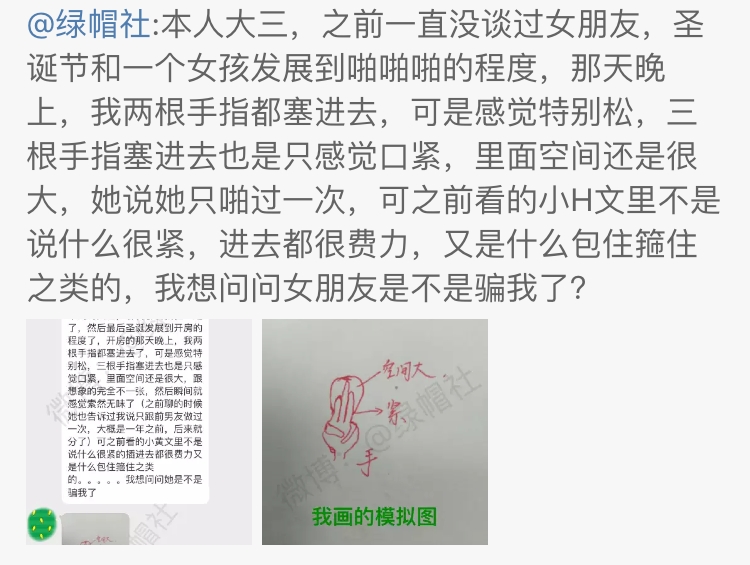 @绿帽社:本人大三，之前一直没谈过女朋友，圣
诞节和一个女孩发展到啪啪啪的程度，那天晚
上，我两根手指都塞进去，可是感觉特别松，三
根手指塞进去也是只感觉口紧，里面空间还是很
大，她说她只啪过一次，可之前看的小H文里不是
说什么很紧，进去都很费力，又是什么包住箍住
之类的，我想问问女朋友是不是骗我了?
了，然后最后圣诞发展到开房的
程度了，开房的那天晚上，我两
根手指都塞进去了，可是感觉特
别松，三根手指塞进去也是只感
觉口紧，里面空间还是很大，跟
想象的完全不一张，然后瞬间就
感觉索然无味了（之前聊的时候
她也告诉过我说只跟前男友做过
一次，大概是一年之前，后来就
分了）可之前看的小黄文里不是
说什么很紧的插进去都很费力又
是什么包住箍住之类
的。。。。。我想问问她是不是
骗我了
空间大
紧
手
我画的模拟图
微博：@绿帽社